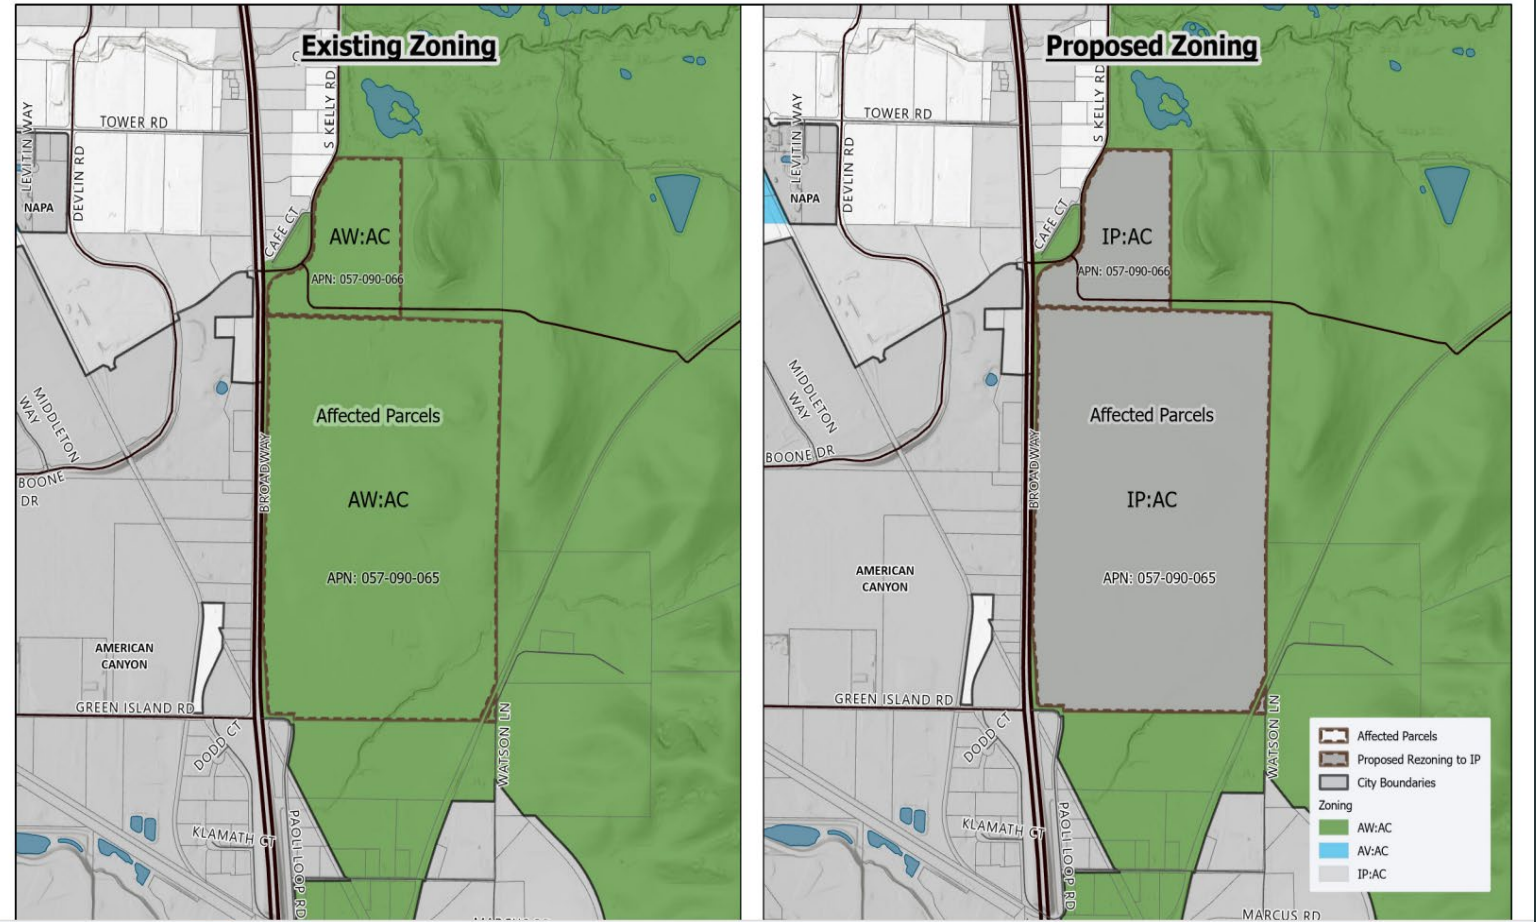 Existing Zoning
S KELLY RD
TOWER RD
LEVITIN WAY
DEVLIN RD
NAPA
CAFE CT
AW:AC
APN: 057-090-066
MIDDLETON
WAY
BOONE
DR
BROADWAY
Affected Parcels
AW:AC
APN: 057-090-065
AMERICAN
CANYON
GREEN ISLAND RD
DODD CT
WATSON LN
KLAMATH CT
PAOLI LOOP RD
Proposed Zoning
S KELLY RD
TOWER RD
LEVITIN WAY
DEVLIN RD
NAPA
CAFE CT
IP:AC
APN: 057-090-066
MIDDLETON
WAY
BOONE DR
BROADWAY
Affected Parcels
IP:AC
APN: 057-090-065
AMERICAN
CANYON
GREEN ISLAND RD
DODD CT
WATSON LN
KLAMATH CT
PAOLI LOOP RD
MARCUS RD
Affected Parcels
Proposed Rezoning to IP
City Boundaries
Zoning
AW:AC
AV:AC
IP:AC